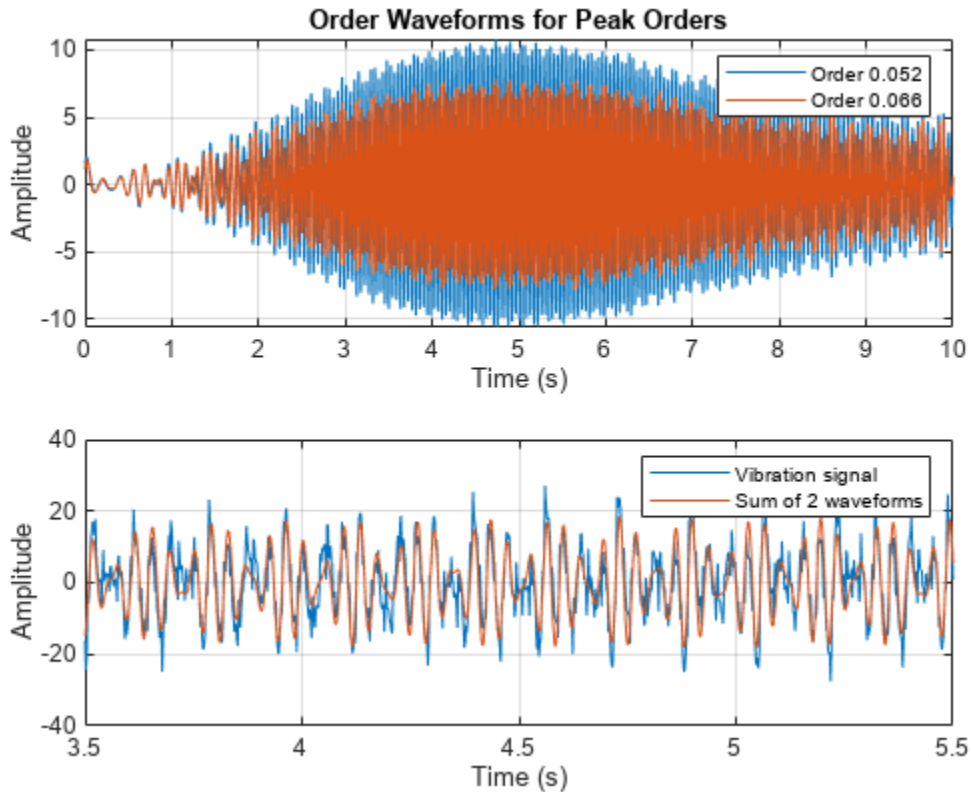 Order Waveforms for Peak Orders
10
5
0
-5
-10
Amplitude
Order 0.052
Order 0.066
0 1 2 3 4 5 6 7 8 9 10
Time (s)
40
20
0
-20
-40
Amplitude
Vibration signal
Sum of 2 waveforms
3.5 4 4.5 5 5.5
Time (s)